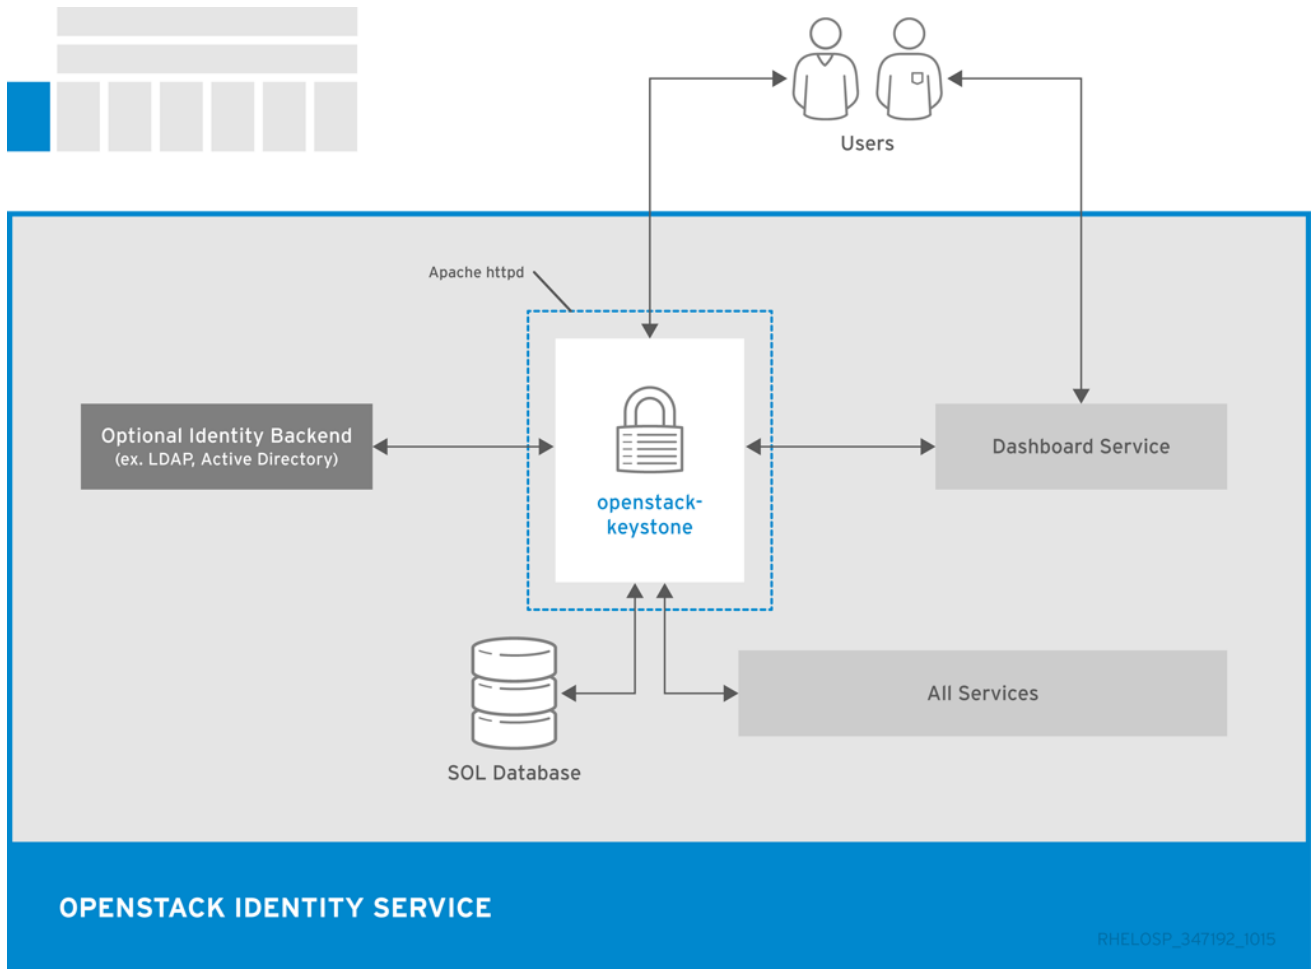 Users
Apache httpd
Optional Identity Backend
(ex. LDAP, Active Directory)
openstack-
keystone
Dashboard Service
All Services
SOL Database
OPENSTACK IDENTITY SERVICE
RHELOSP_347192_1015